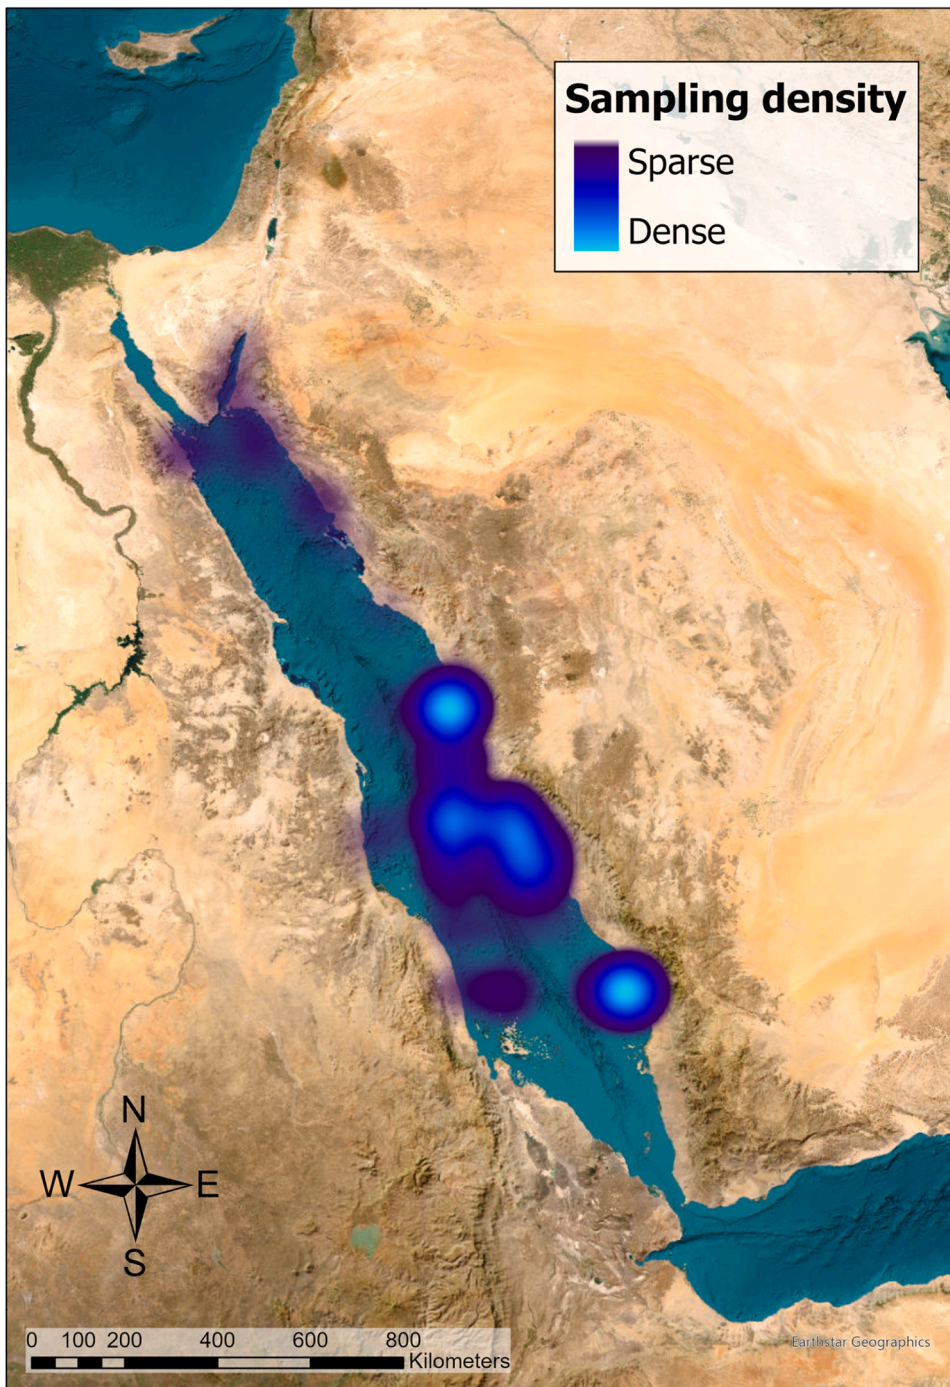 Sampling density
Sparse
Dense
N
W E
S
0 100 200 400 600 800
Kilometers
Earthstar Geographics